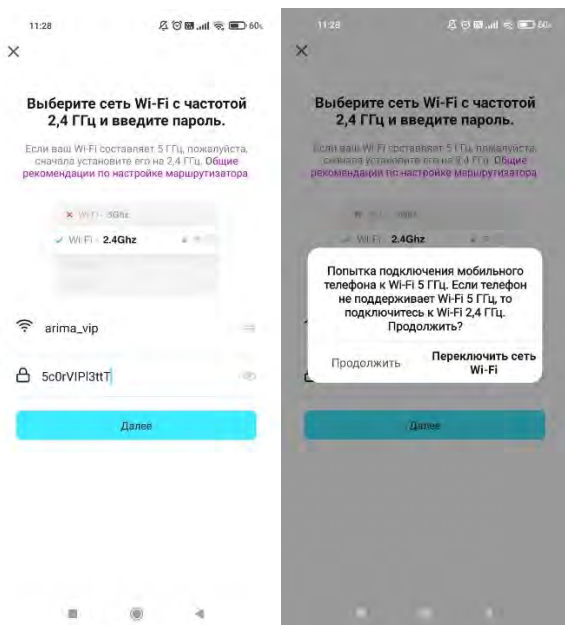 11:28
60
Выберите сеть Wi-Fi с частотой
2,4 ГГц и введите пароль.
Если ваш Wi-Fi составляет 5 ГГц, пожалуйста,
сначала установите его на 2,4 ГГц. Общие
рекомендации по настройке маршрутизатора
Wi-Fi - 5Ghz
Wi-Fi - 2.4Ghz
arima_vip
5c0rVIPl3ttT
Далее
11:28
60
Выберите сеть Wi-Fi с частотой
2,4 ГГц и введите пароль.
Если ваш Wi-Fi составляет 5 ГГц, пожалуйста,
сначала установите его на 2,4 ГГц. Общие
рекомендации по настройке маршрутизатора
Wi-Fi - 2.4Ghz
Попытка подключения мобильного
телефона к Wi-Fi 5 ГГц. Если телефон
не поддерживает Wi-Fi 5 ГГц, то
подключитесь к Wi-Fi 2,4 ГГц.
Продолжить?
Продолжить
Переключить сеть
Wi-Fi
Далее